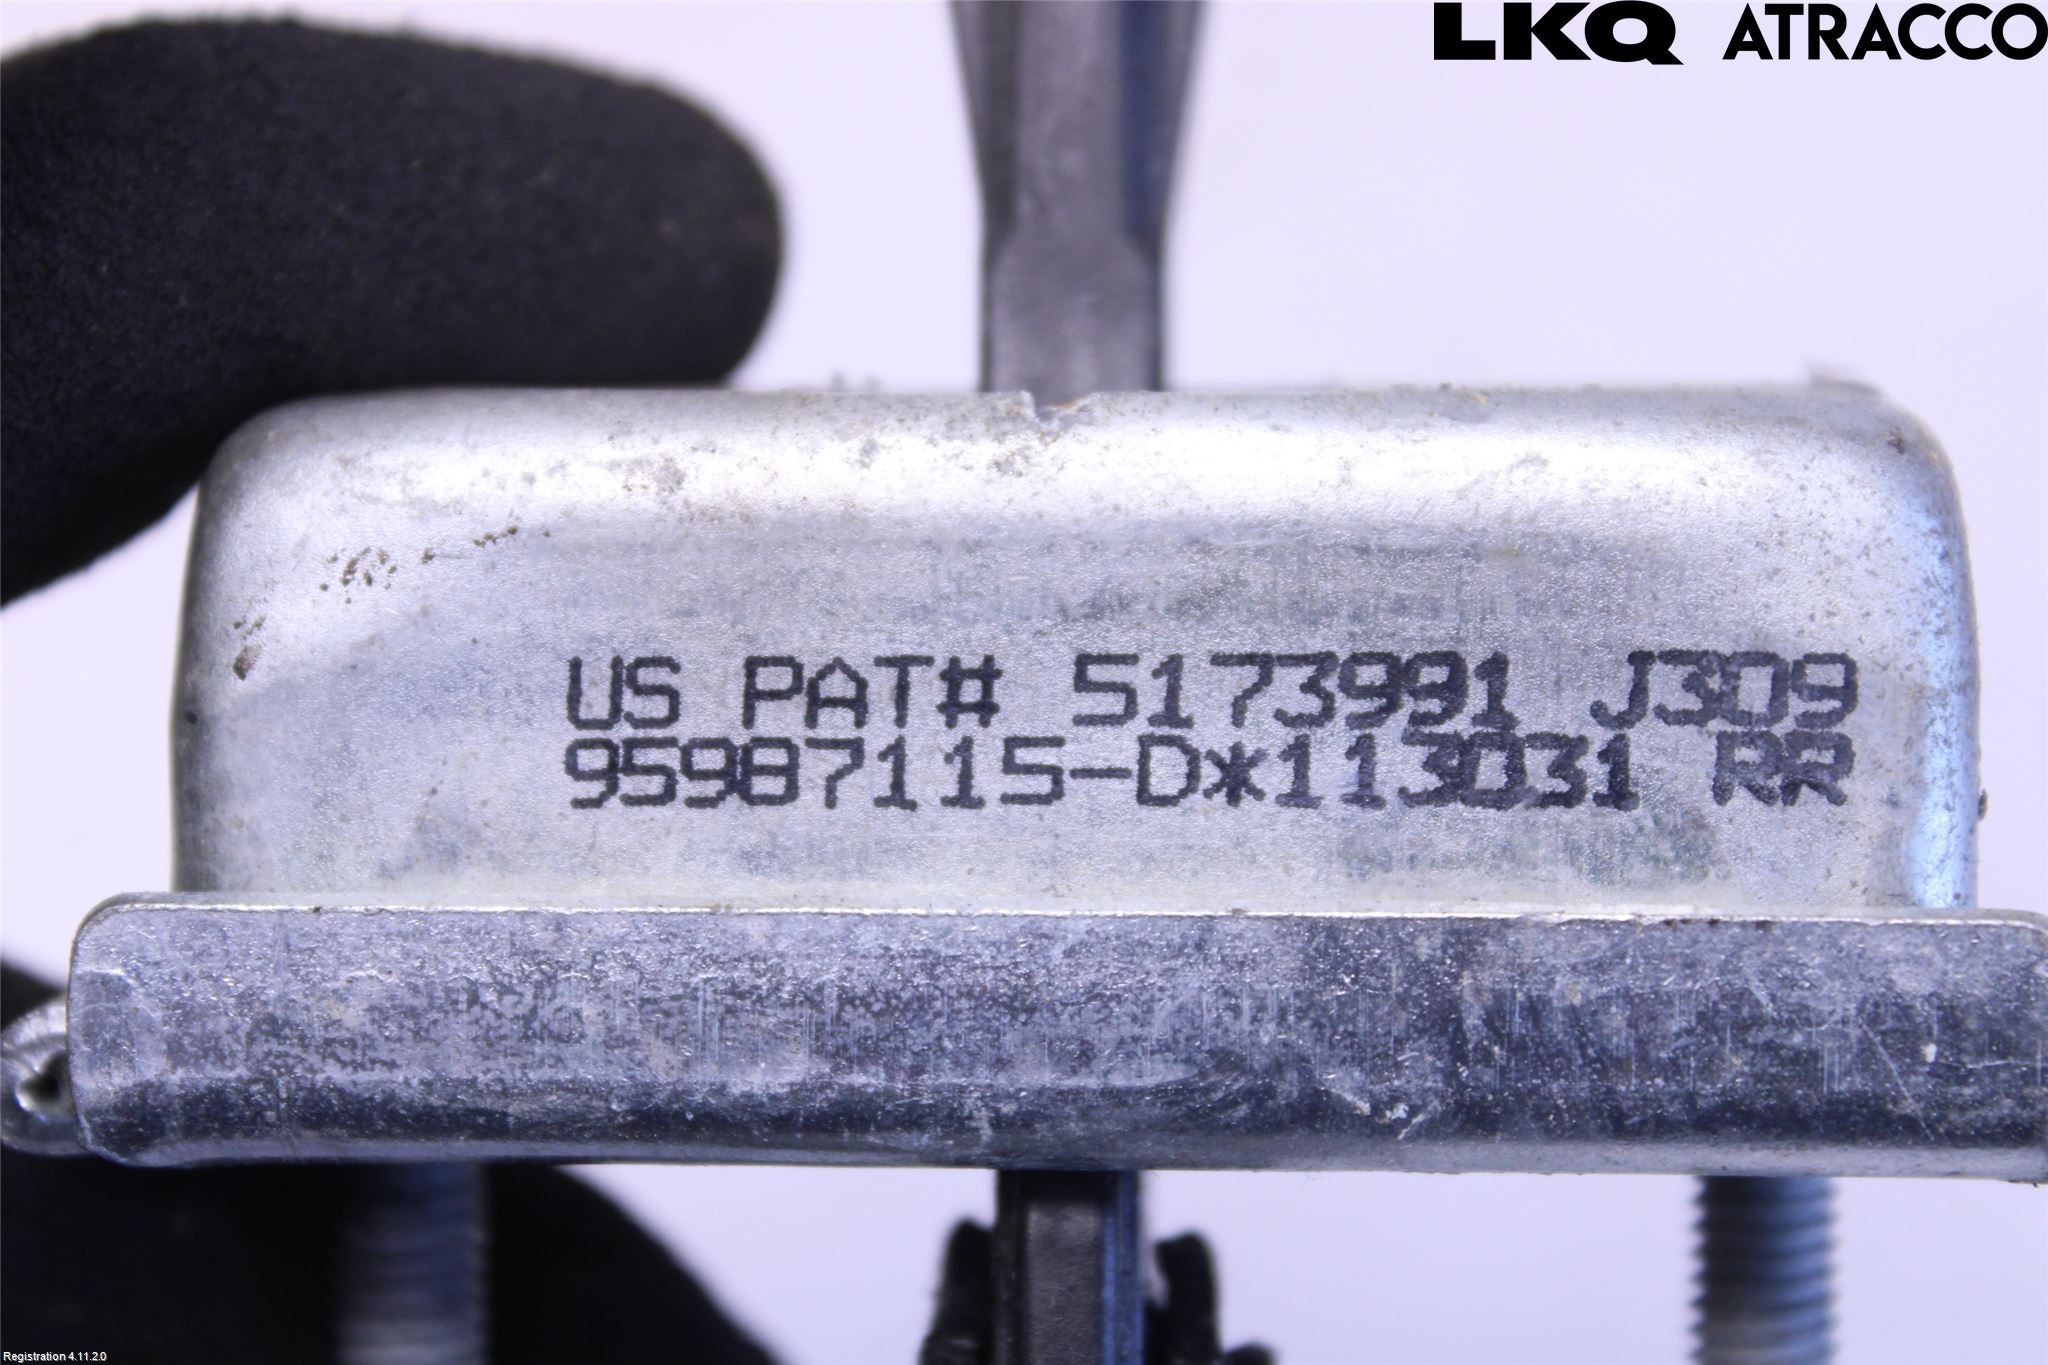 LKQ ATRACCO
US PAT# 5173991 J309
95987115-D*113031 RR
Registration 4.11.2.0